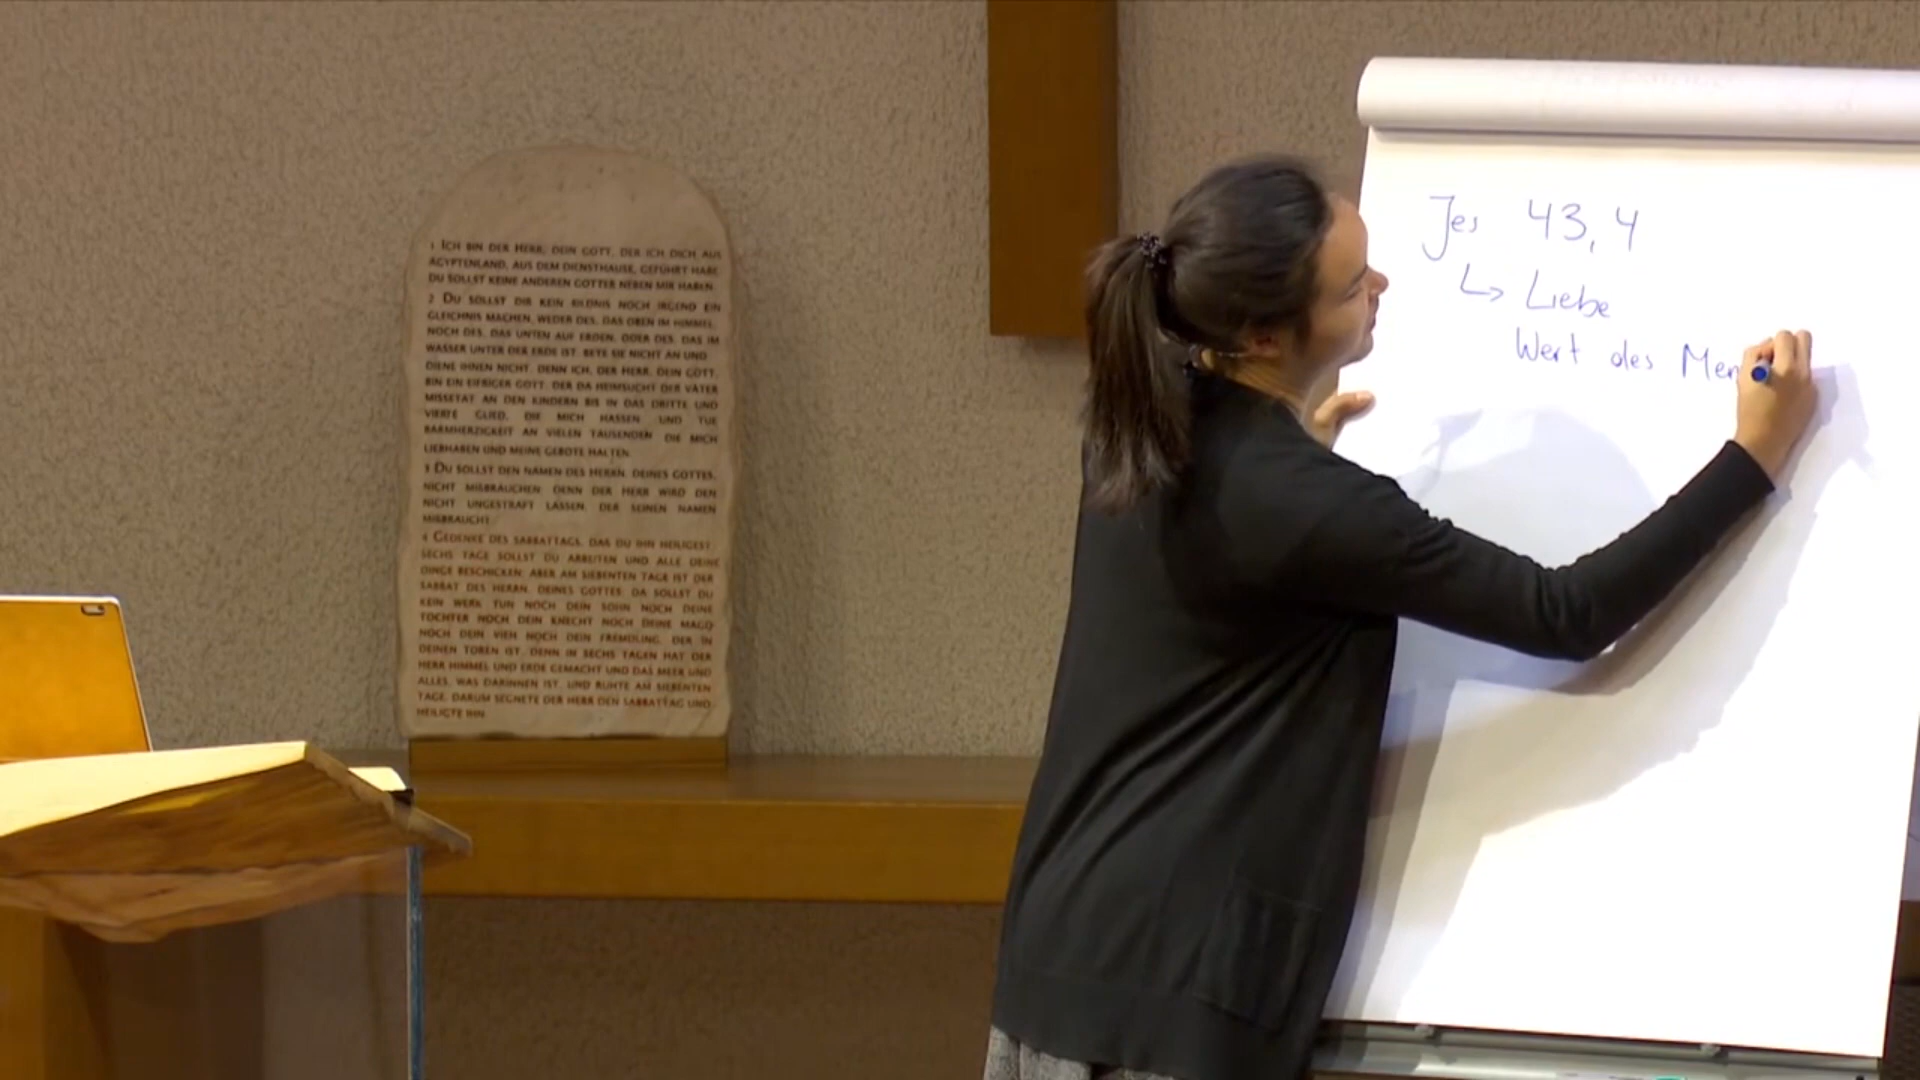 1 ICH BIN DER HERR, DEIN GOTT, DER ICH DICH AUS
ÄGYPTENLAND, AUS DEM DIENSTHAUSE, GEFÜHRT HABE.
DU SOLLST KEINE ANDEREN GÖTTER NEBEN MIR HABEN.
2 DU SOLLST DIR KEIN BILDNIS NOCH IRGEND EIN
GLEICHNIS MACHEN, WEDER DES, DAS OBEN IM HIMMEL,
NOCH DES, DAS UNTEN AUF ERDEN, ODER DES, DAS IM
WASSER UNTER DER ERDE IST. BETE SIE NICHT AN UND
DIENE IHNEN NICHT. DENN ICH, DER HERR, DEIN GOTT,
BIN EIN EIFRIGER GOTT, DER DA HEIMSUCHT DER VÄTER
MISSETAT AN DEN KINDERN BIS IN DAS DRITTE UND
VIERTE GLIED, DIE MICH HASSEN UND TUE
BARMHERZIGKEIT AN VIELEN TAUSENDEN, DIE MICH
LIEBHABEN UND MEINE GEBOTE HALTEN.
3 DU SOLLST DEN NAMEN DES HERRN, DEINES GOTTES,
NICHT MIßBRAUCHEN: DENN DER HERR WIRD DEN
NICHT UNGESTRAFT LASSEN, DER SEINEN NAMEN
MIßBRAUCHT.
4 GEDENKE DES SABBATTAGS, DAß DU IHN HEILIGEST.
SECHS TAGE SOLLST DU ARBEITEN UND ALLE DEINE
DINGE BESCHICKEN; ABER AM SIEBENTEN TAGE IST DER
SABBAT DES HERRN, DEINES GOTTES. DA SOLLST DU
KEIN WERK TUN NOCH DEIN SOHN NOCH DEINE
TOCHTER NOCH DEIN KNECHT NOCH DEINE MAGD
NOCH DEIN VIEH NOCH DEIN FREMDLING, DER IN
DEINEN TOREN IST. DENN IN SECHS TAGEN HAT DER
HERR HIMMEL UND ERDE GEMACHT UND DAS MEER UND
ALLES, WAS DARINNEN IST, UND RUHTE AM SIEBENTEN
TAGE. DARUM SEGNETE DER HERR DEN SABBATTAG UND
HEILIGTE IHN.
Jes 43,4
↳ Liebe
Wert des Men